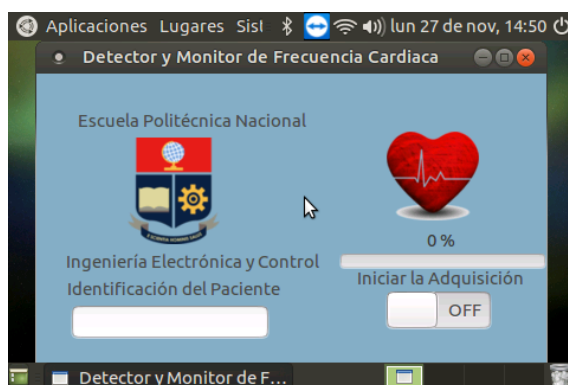 Aplicaciones Lugares Sist lun 27 de nov, 14:50
Detector y Monitor de Frecuencia Cardiaca
Escuela Politécnica Nacional
Ingeniería Electrónica y Control
Identificación del Paciente
0 %
Iniciar la Adquisición
OFF
Detector y Monitor de F...